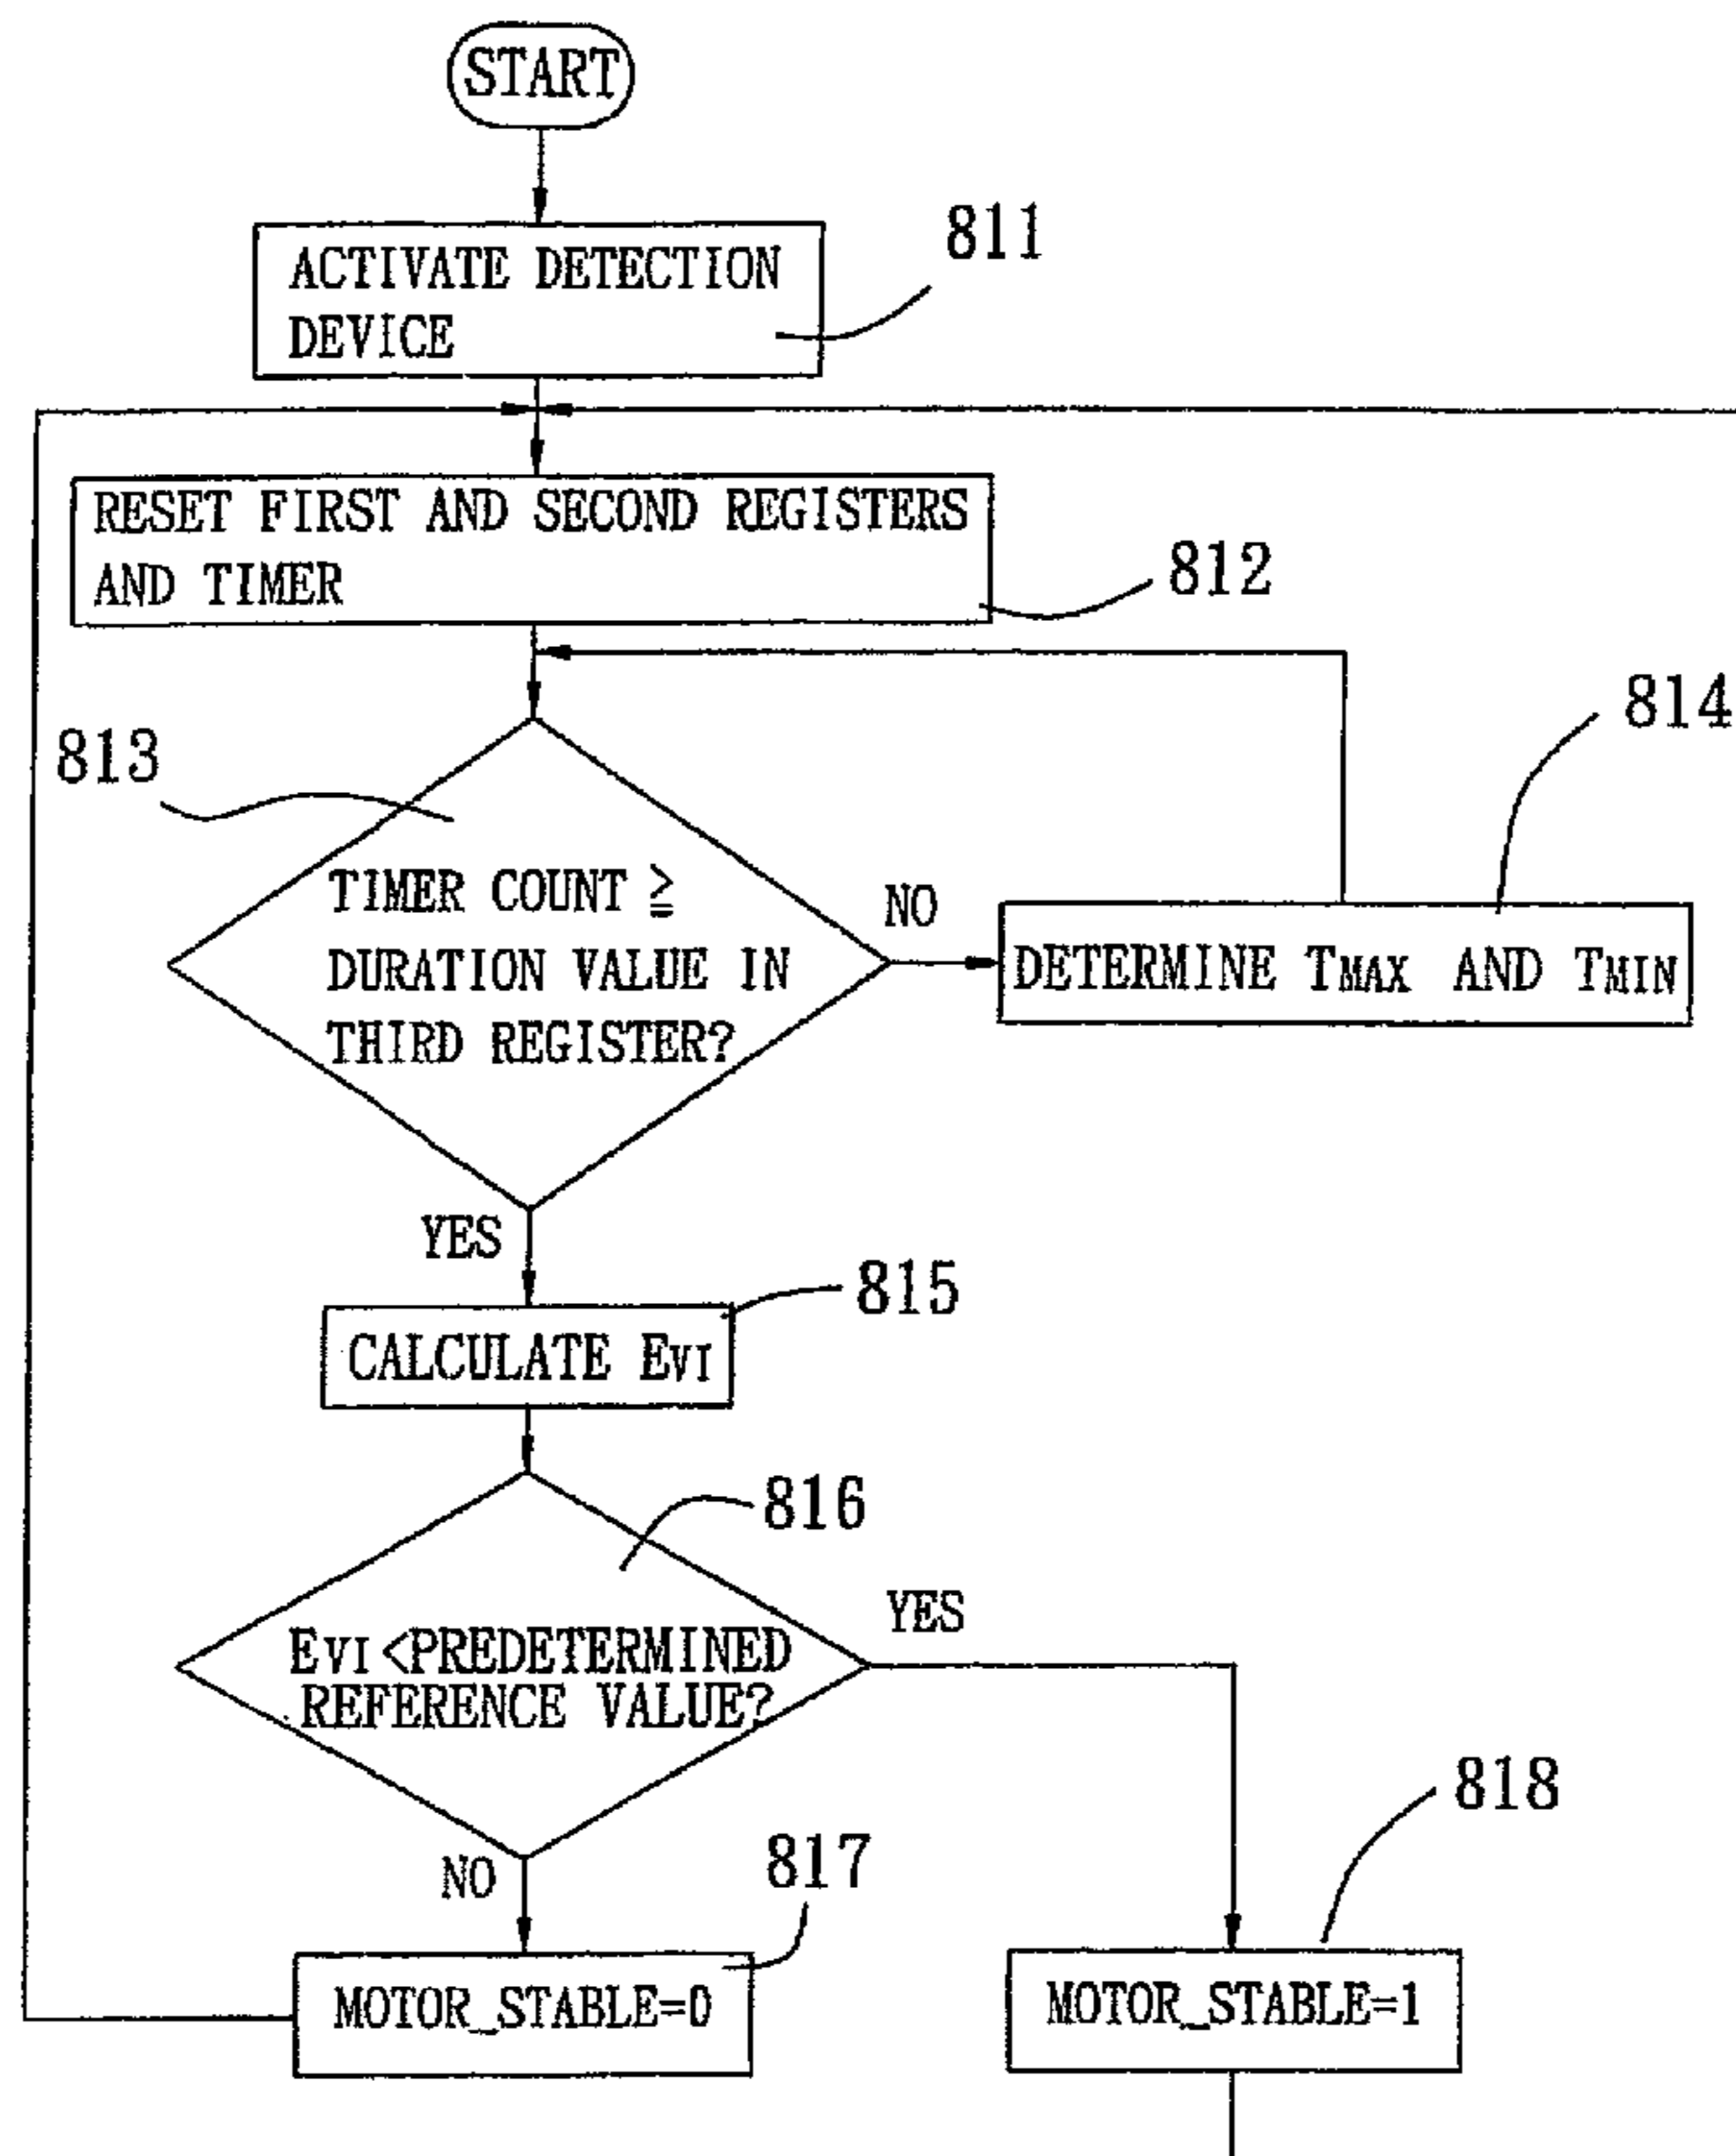 START
ACTIVATE DETECTION
DEVICE
811
RESET FIRST AND SECOND REGISTERS
AND TIMER
812
813
814
TIMER COUNT ≧
DURATION VALUE IN
THIRD REGISTER?
NO
DETERMINE TMAX AND TMIN
YES
815
CALCULATE EVI
816
EVI<PREDETERMINED
REFERENCE VALUE?
YES
818
NO
817
MOTOR_STABLE=0
MOTOR_STABLE=1